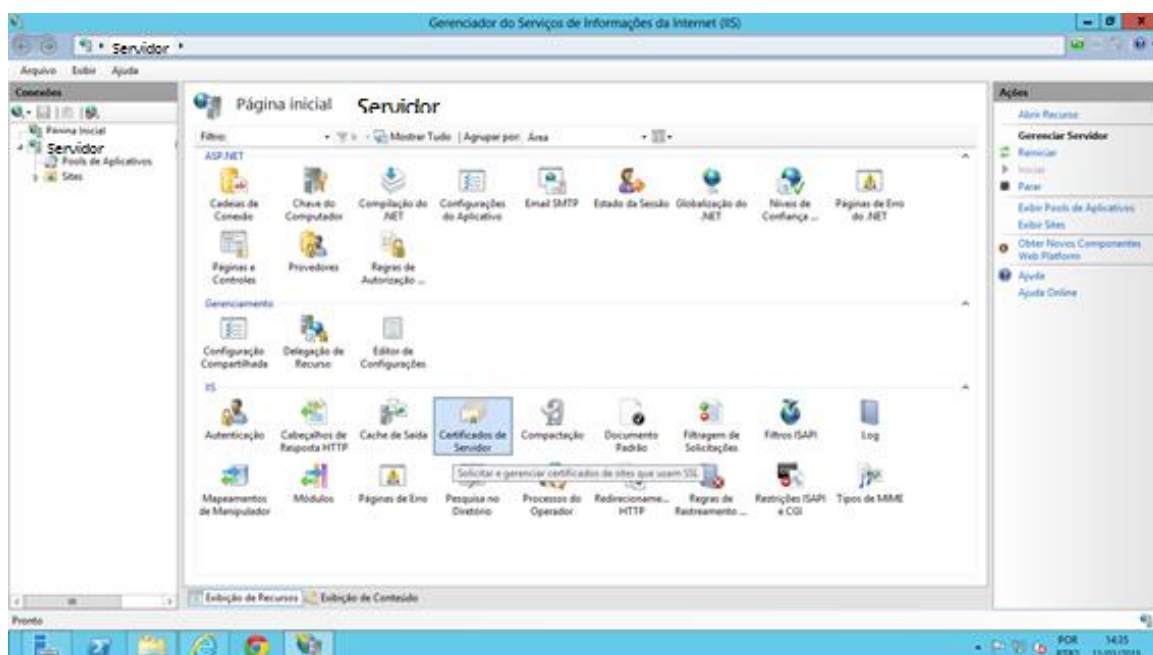 Gerenciador do Serviços de Informações da Internet (IIS)
Servidor
Arquivo Exibir Ajuda
Conexões
Página Inicial
Servidor
Pools de Aplicativos
Sites
Página inicial Servidor
Filtro: Mostrar Tudo Agrupar por: Área
ASP.NET
Cadeias de Conexão
Chave do Computador
Compilação do .NET
Configurações do Aplicativo
Email SMTP
Estado da Sessão
Globalização do .NET
Níveis de Confiança ...
Páginas de Erro do .NET
Páginas e Controles
Provedores
Regras de Autorização ...
Gerenciamento
Configuração Compartilhada
Delegação de Recurso
Editor de Configurações
IIS
Autenticação
Cabeçalhos de Resposta HTTP
Cache de Saída
Certificados de Servidor
Compactação
Documento Padrão
Filtragem de Solicitações
Filtros ISAPI
Log
Solicitar e gerenciar certificados de sites que usem SSL
Mapeamentos de Manipulador
Módulos
Páginas de Erro
Pesquisa no Diretório
Processos do Operador
Redirecioname... HTTP
Regras de Rastreamento ...
Restrições ISAPI e CGI
Tipos de MIME
Exibição de Recursos Exibição de Conteúdo
Ações
Abrir Recurso
Gerenciar Servidor
Reiniciar
Iniciar
Parar
Exibir Pools de Aplicativos
Exibir Sites
Obter Novos Componentes
Web Platform
Ajuda
Ajuda Online
Pronto
POR 14:35